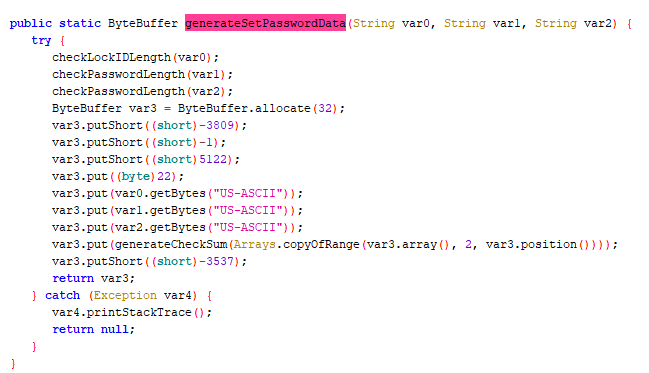 public static ByteBuffer generateSetPasswordData(String var0, String var1, String var2) {
try {
checkLockIDLength(var0);
checkPasswordLength(var1);
checkPasswordLength(var2);
ByteBuffer var3 = ByteBuffer.allocate(32);
var3.putShort((short)-3809);
var3.putShort((short)-1);
var3.putShort((short)5122);
var3.put((byte)22);
var3.put(var0.getBytes("US-ASCII"));
var3.put(var1.getBytes("US-ASCII"));
var3.put(var2.getBytes("US-ASCII"));
var3.put(generateCheckSum(Arrays.copyOfRange(var3.array(), 2, var3.position())));
var3.putShort((short)-3537);
return var3;
} catch (Exception var4) {
var4.printStackTrace();
return null;
}
}